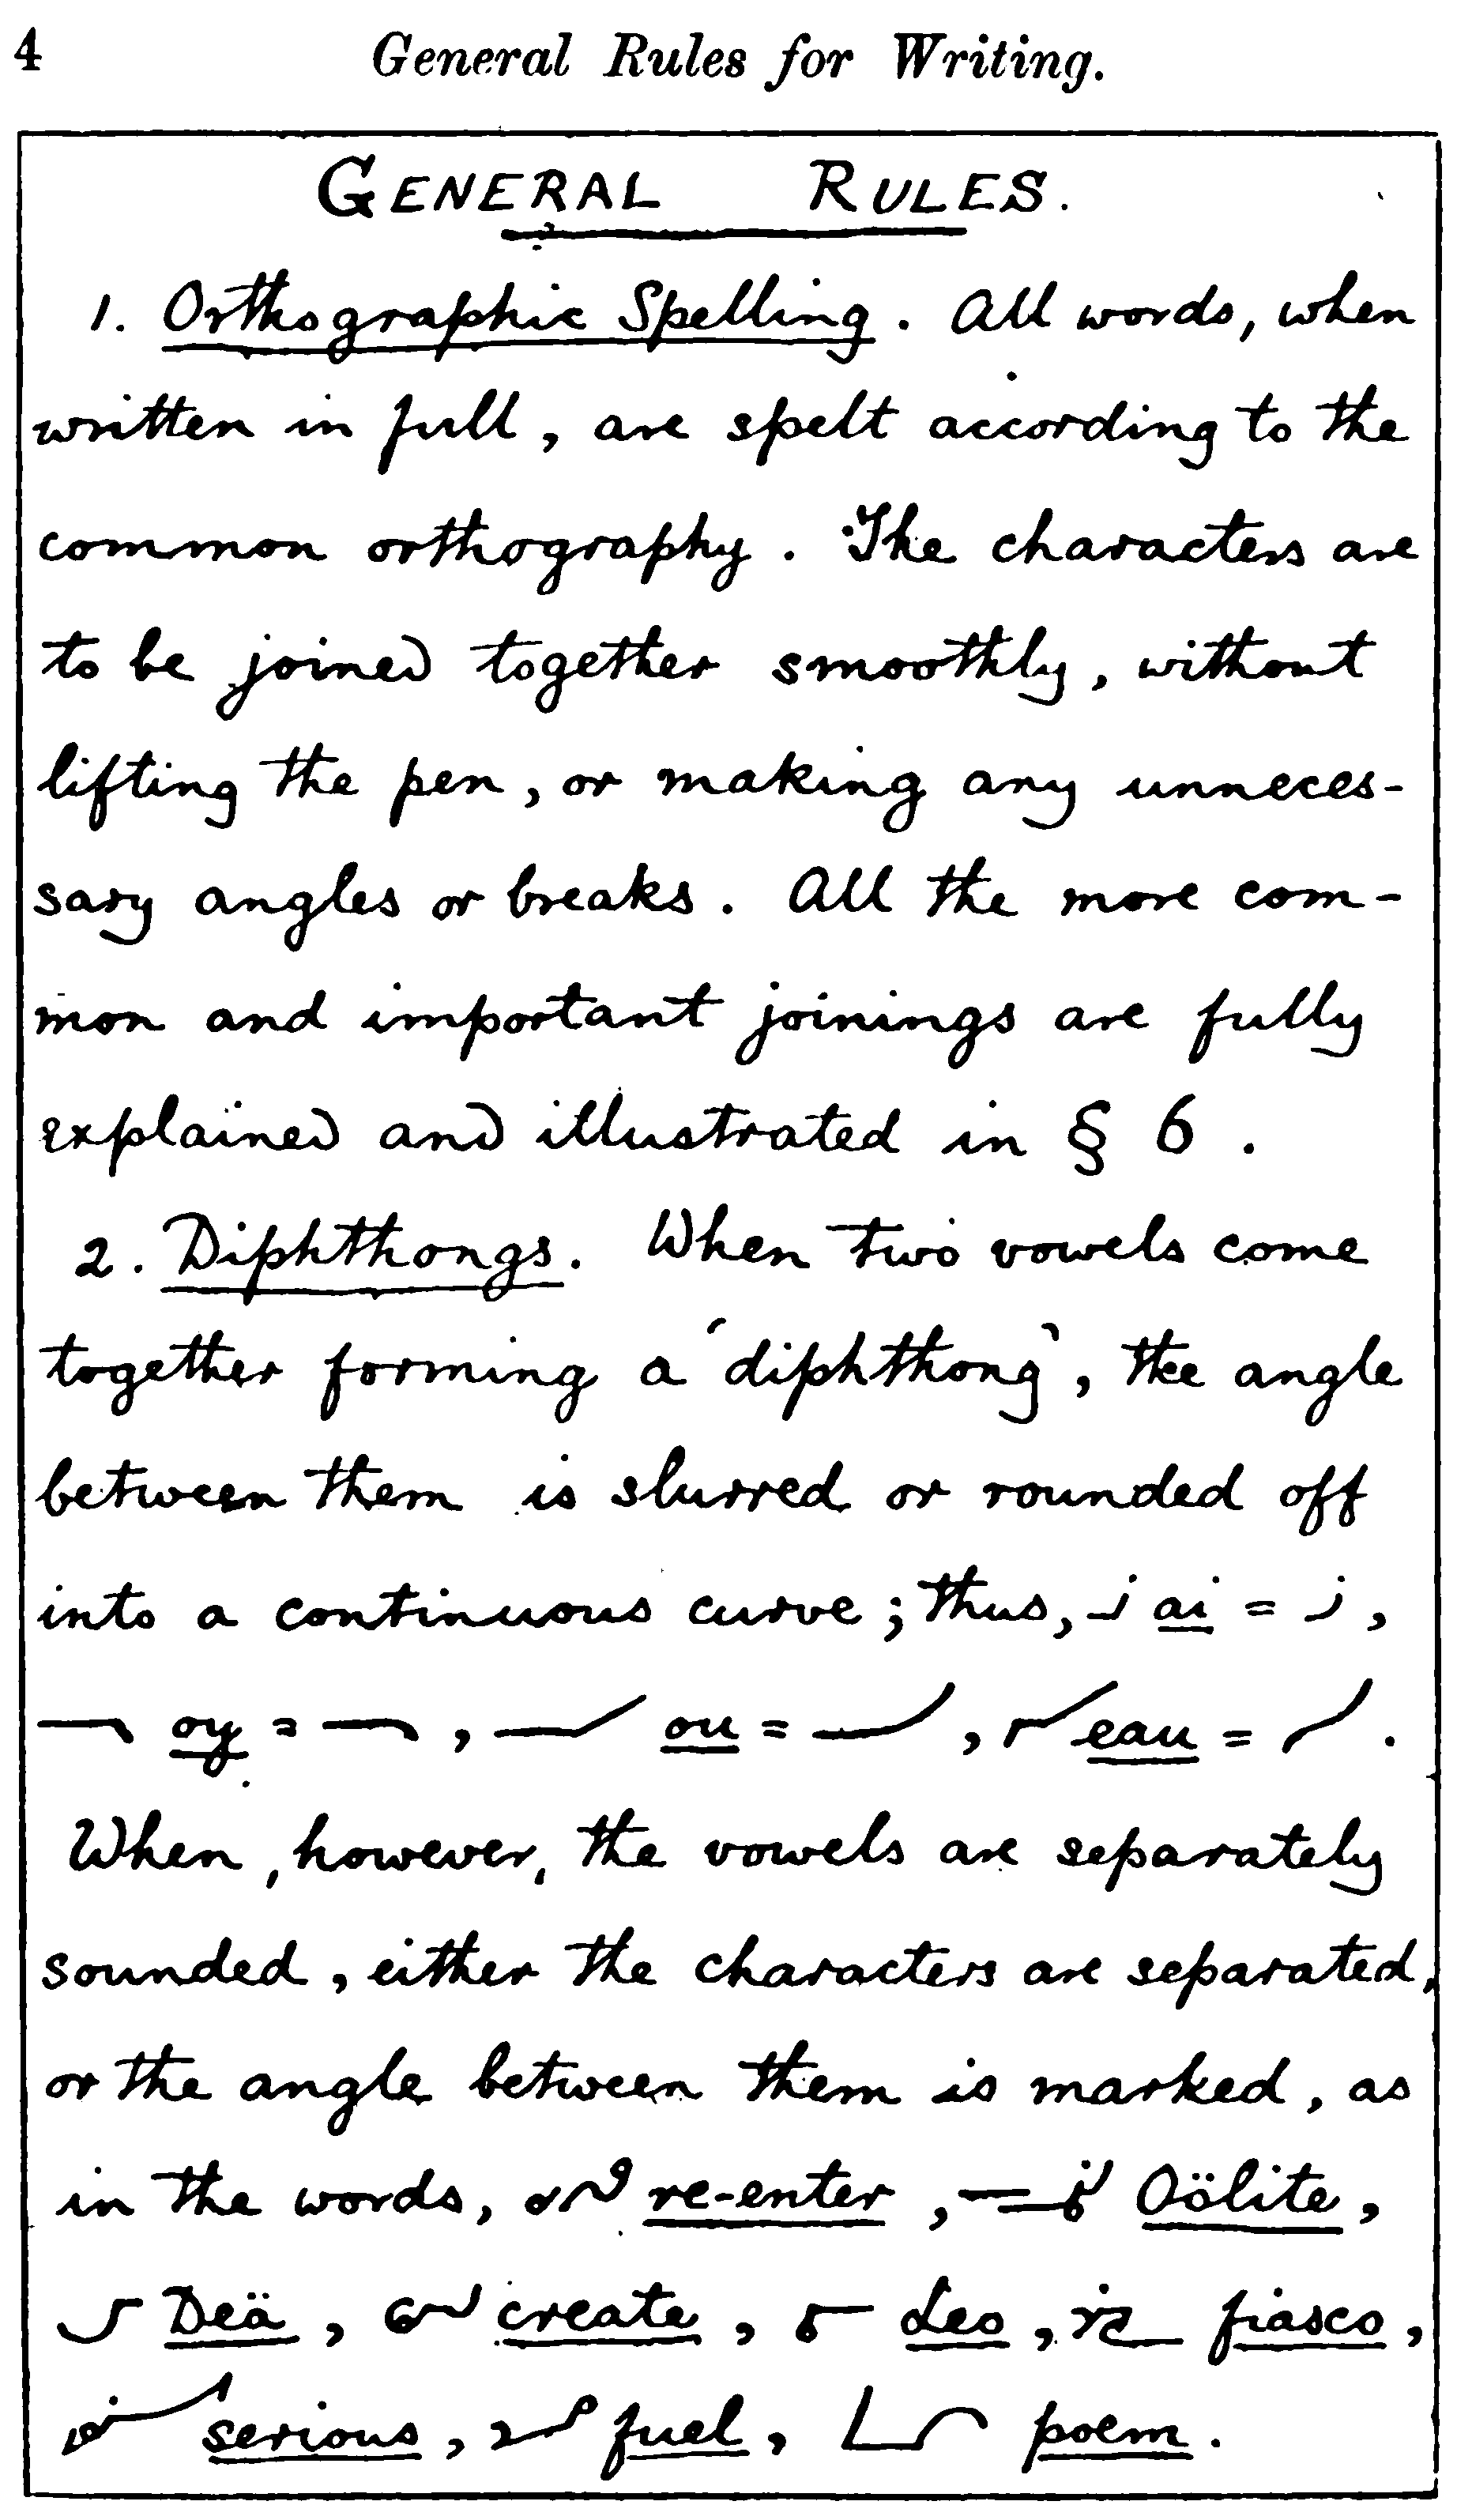 4 General Rules for Writing.
GENERAL RULES.
1. Orthographic Spelling. All words, when
written in full, are spelt according to the
common orthography. The characters are
to be joined together smoothly, without
lifting the pen, or making any unneces-
sary angles or breaks. All the more com-
mon and important joinings are fully
explained and illustrated in § 6.
2. Diphthongs. When two vowels come
together forming a 'diphthong', the angle
between them is slurred or rounded off
into a continuous curve; thus, ai = ,
oy = , ou = , eau = .
When, however, the vowels are separately
sounded, either the characters are separated,
or the angle between them is marked, as
in the words, re-enter, Oölite,
Deä, create, Leo, fiasco,
serious, fuel, poem.